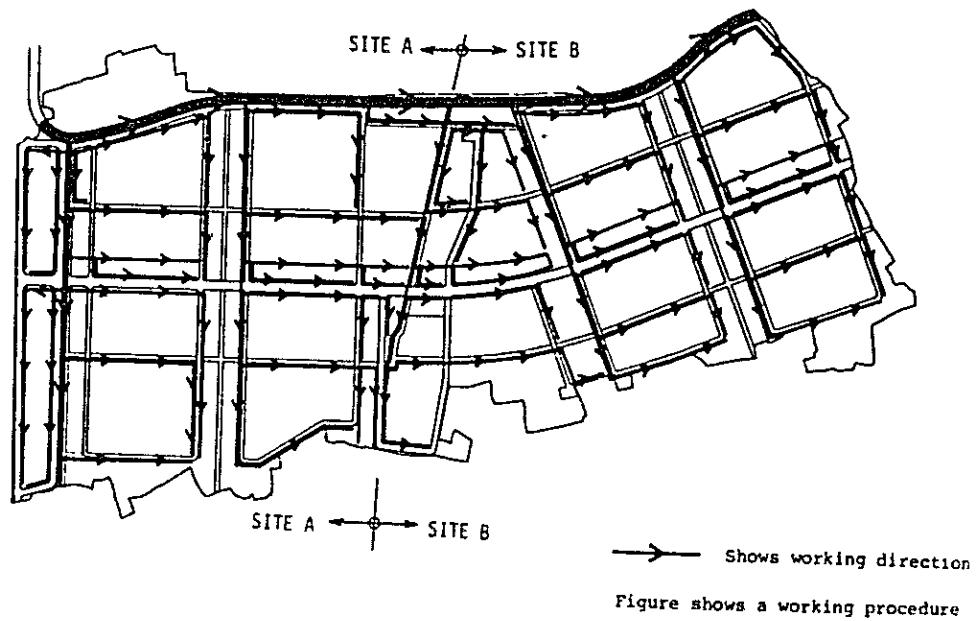 SITE A SITE B
SITE A SITE B
Shows working direction
Figure shows a working procedure